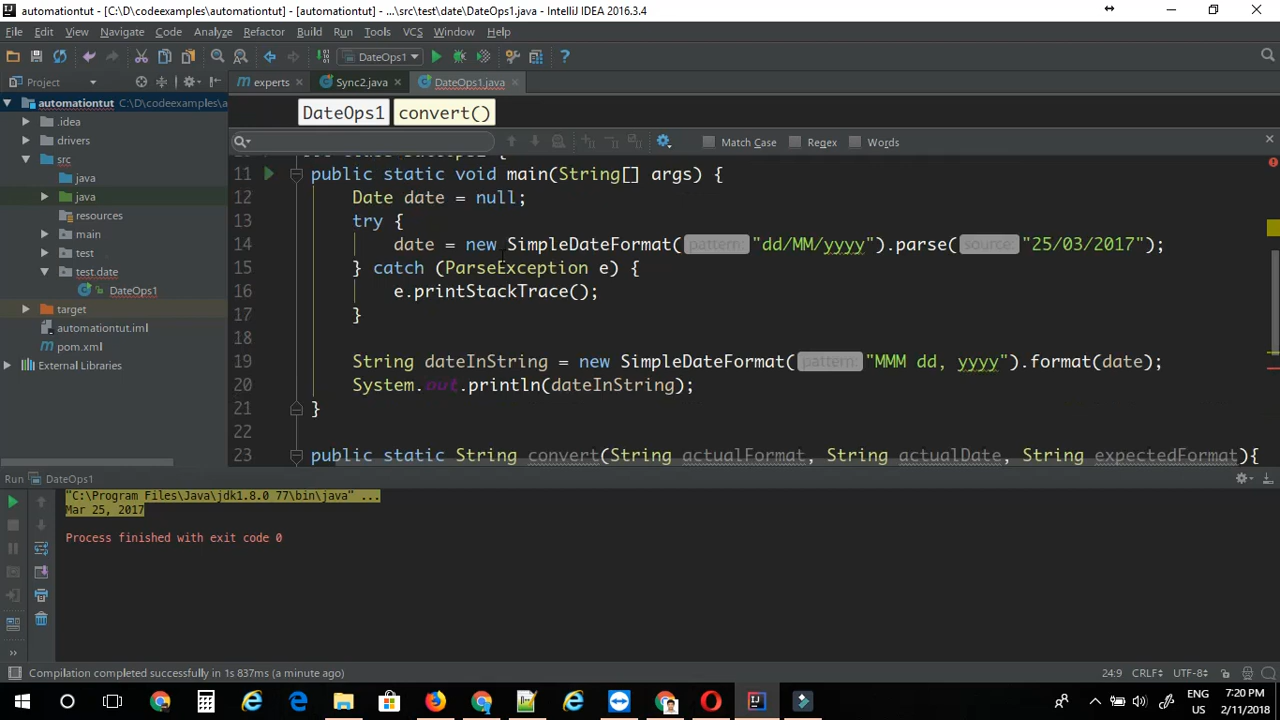 automationtut - [C:\D\codeexamples\automationtut] - [automationtut] - ...\src\test\date\DateOps1.java - IntelliJ IDEA 2016.3.4
File Edit View Navigate Code Analyze Refactor Build Run Tools VCS Window Help
DateOps1
Project
experts
Sync2.java
DateOps1.java
automationtut C:\D\codeexamples\a
.idea
drivers
src
java
java
resources
main
test
test.date
DateOps1
target
automationtut.iml
pom.xml
External Libraries
DateOps1 convert()
Match Case Regex Words
11 public static void main(String[] args) {
12 Date date = null;
13 try {
14 date = new SimpleDateFormat( pattern: "dd/MM/yyyy").parse( source: "25/03/2017");
15 } catch (ParseException e) {
16 e.printStackTrace();
17 }
18
19 String dateInString = new SimpleDateFormat( pattern: "MMM dd, yyyy").format(date);
20 System.out.println(dateInString);
21 }
22
23 public static String convert(String actualFormat, String actualDate, String expectedFormat){
Run DateOps1
"C:\Program Files\Java\jdk1.8.0_77\bin\java" ...
Mar 25, 2017
Process finished with exit code 0
Compilation completed successfully in 1s 837ms (a minute ago)
24:9 CRLF÷ UTF-8÷
ENG
US
7:20 PM
2/11/2018